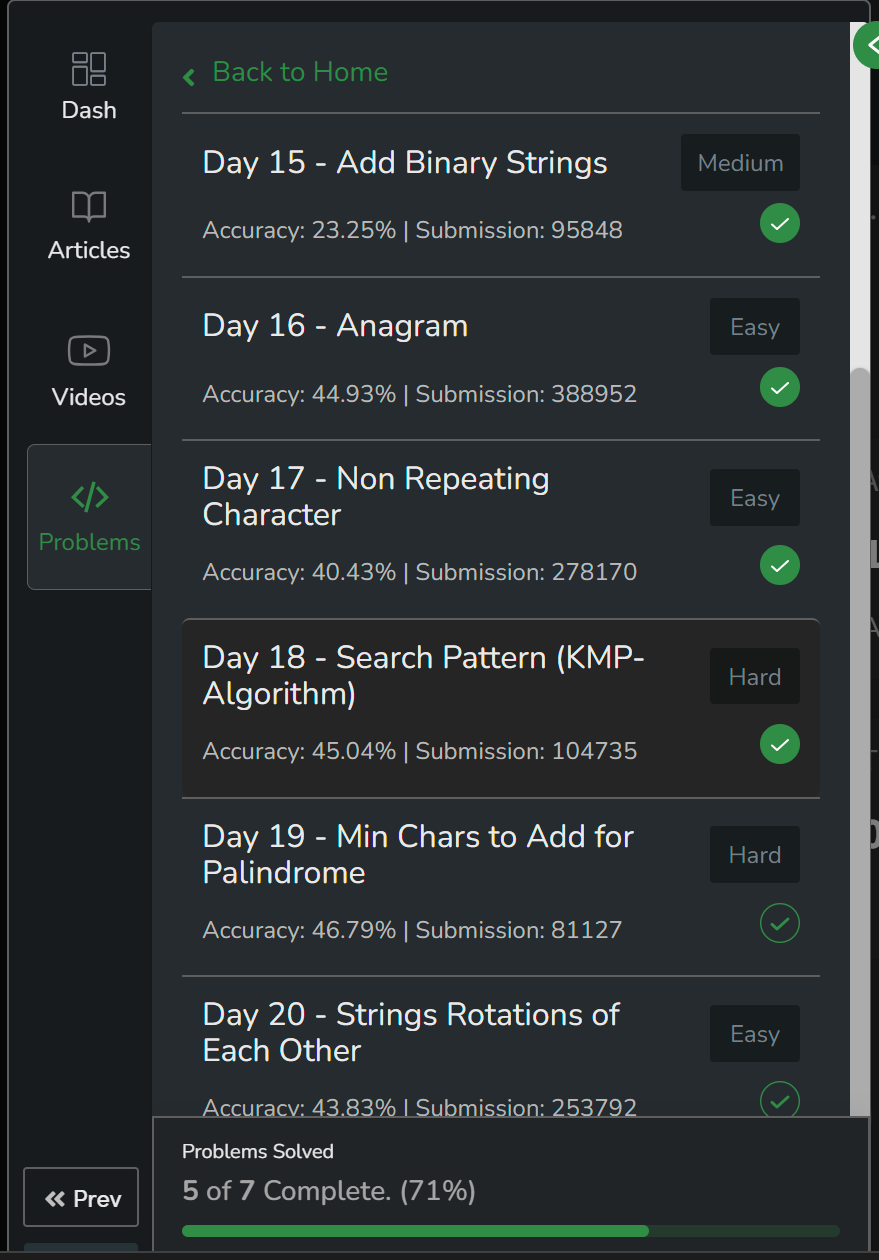 Dash
Articles
Videos
Problems
Back to Home
Day 15 - Add Binary Strings
Medium
Accuracy: 23.25% | Submission: 95848
Day 16 - Anagram
Easy
Accuracy: 44.93% | Submission: 388952
Day 17 - Non Repeating
Character
Easy
Accuracy: 40.43% | Submission: 278170
Day 18 - Search Pattern (KMP-
Algorithm)
Hard
Accuracy: 45.04% | Submission: 104735
Day 19 - Min Chars to Add for
Palindrome
Hard
Accuracy: 46.79% | Submission: 81127
Day 20 - Strings Rotations of
Each Other
Easy
Accuracy: 43.83% | Submission: 253792
Problems Solved
5 of 7 Complete. (71%)
Prev